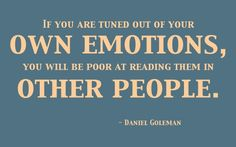 If you are tuned out of your
own emotions,
you will be poor at reading them in
other people.
~ Daniel Goleman